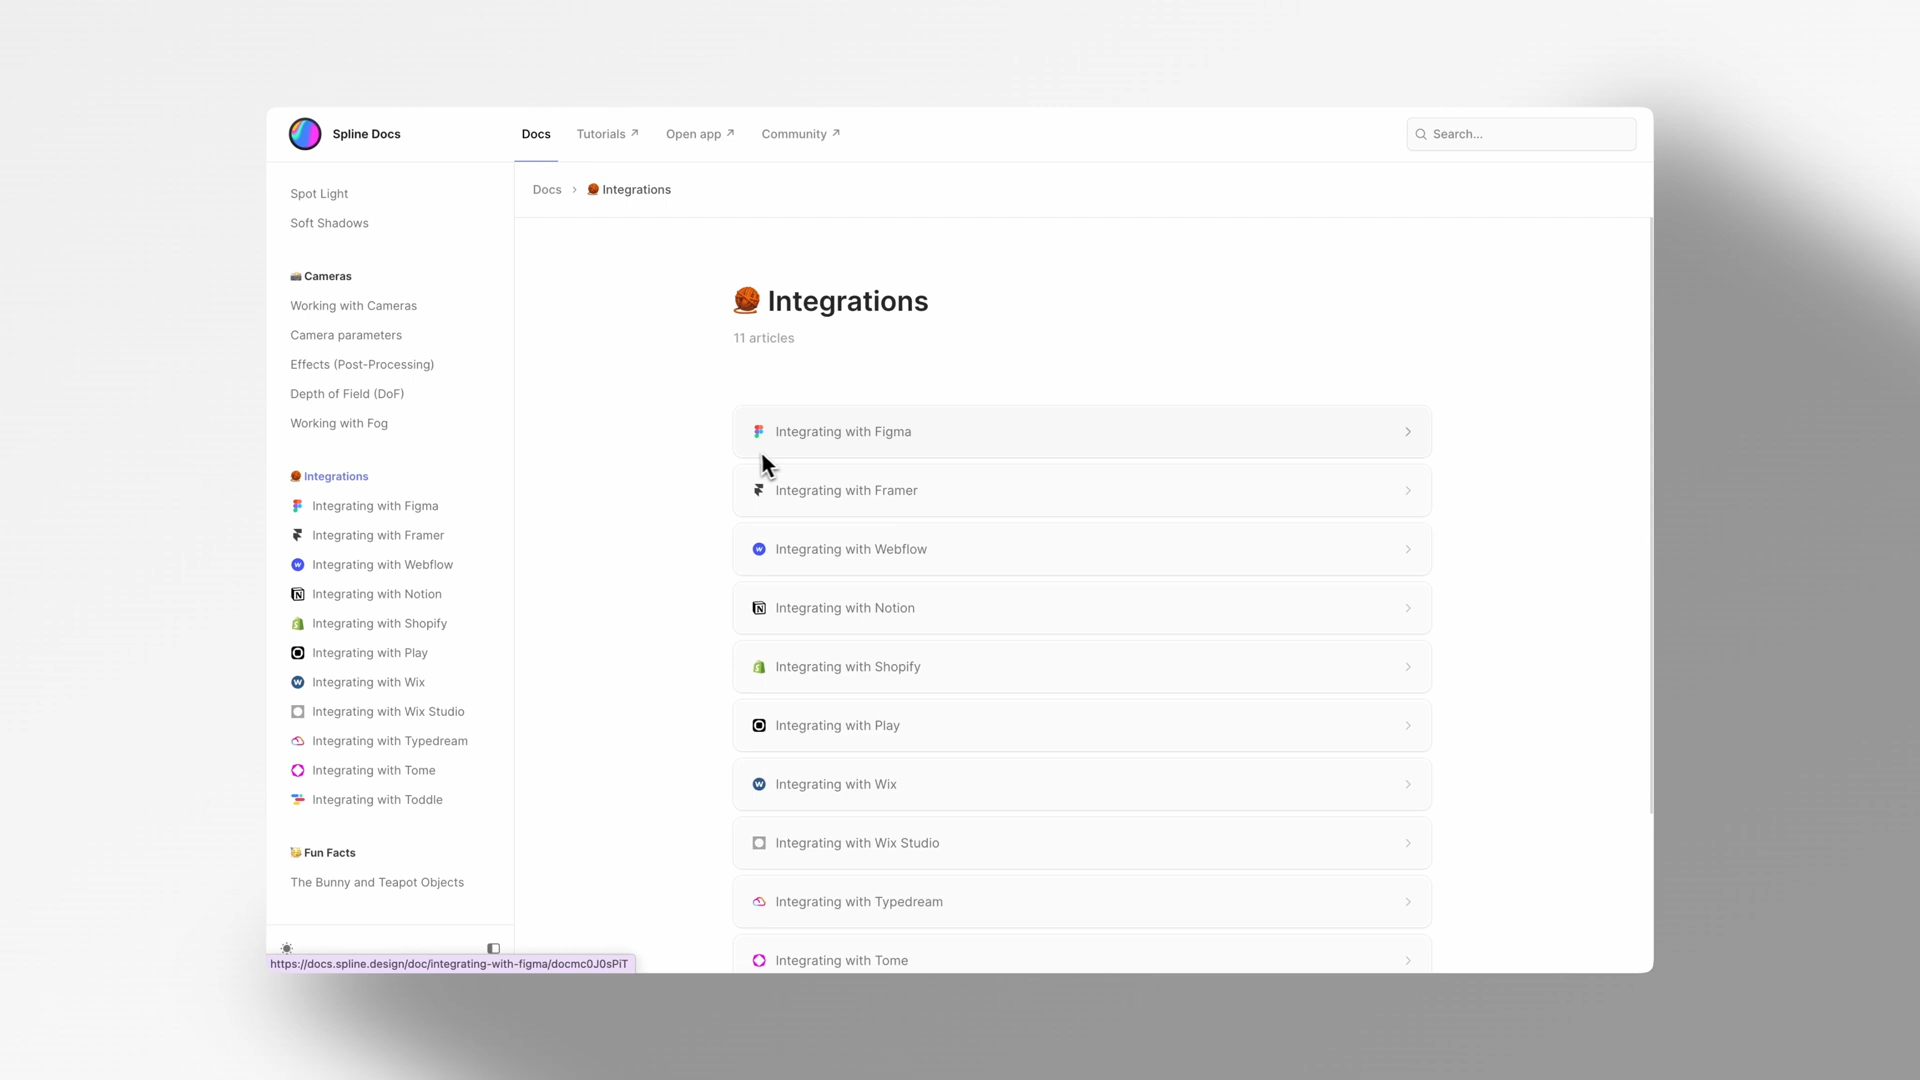 Spline Docs
Docs
Tutorials ↗
Open app ↗
Community ↗
Search...
Spot Light
Soft Shadows
Cameras
Working with Cameras
Camera parameters
Effects (Post-Processing)
Depth of Field (DoF)
Working with Fog
Integrations
Integrating with Figma
Integrating with Framer
Integrating with Webflow
Integrating with Notion
Integrating with Shopify
Integrating with Play
Integrating with Wix
Integrating with Wix Studio
Integrating with Typedream
Integrating with Tome
Integrating with Toddle
Fun Facts
The Bunny and Teapot Objects
https://docs.spline.design/doc/integrating-with-figma/docmc0J0sPiT
Docs > Integrations
Integrations
11 articles
Integrating with Figma
Integrating with Framer
Integrating with Webflow
Integrating with Notion
Integrating with Shopify
Integrating with Play
Integrating with Wix
Integrating with Wix Studio
Integrating with Typedream
Integrating with Tome